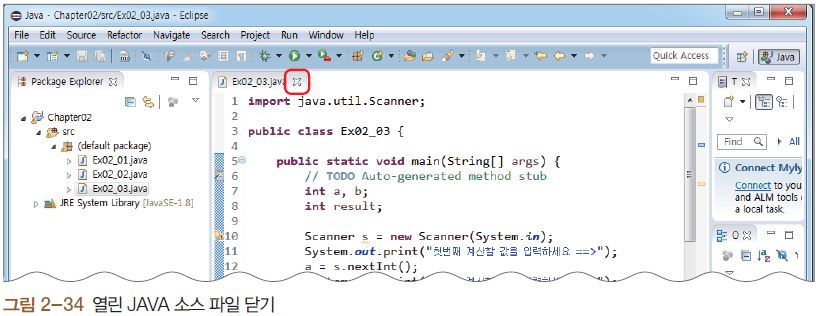 Java - Chapter02/src/Ex02_03.java - Eclipse
File Edit Source Refactor Navigate Search Project Run Window Help
Quick Access
Java
Package Explorer
Chapter02
src
(default package)
Ex02_01.java
Ex02_02.java
Ex02_03.java
JRE System Library [JavaSE-1.8]
Ex02_03.java
1 import java.util.Scanner;
2
3 public class Ex02_03 {
4
5 public static void main(String[] args) {
6 // TODO Auto-generated method stub
7 int a, b;
8 int result;
9
10 Scanner s = new Scanner(System.in);
11 System.out.print("첫번째 계산할 값을 입력하세요 ==>");
12 a = s.nextInt();
T
Find
All
Connect Myly
Connect to you
and ALM tools
a local task.
O
그림 2-34 열린 JAVA 소스 파일 닫기